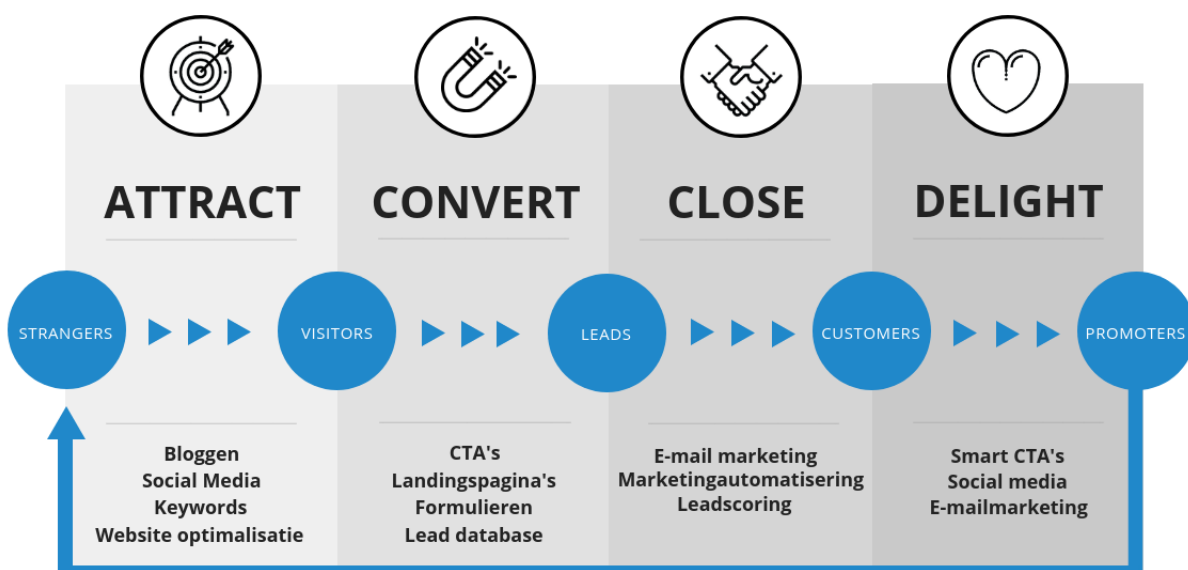 ATTRACT
CONVERT
CLOSE
DELIGHT
STRANGERS
VISITORS
LEADS
CUSTOMERS
PROMOTERS
Bloggen
Social Media
Keywords
Website optimalisatie
CTA's
Landingspagina's
Formulieren
Lead database
E-mail marketing
Marketingautomatisering
Leadscoring
Smart CTA's
Social media
E-mailmarketing